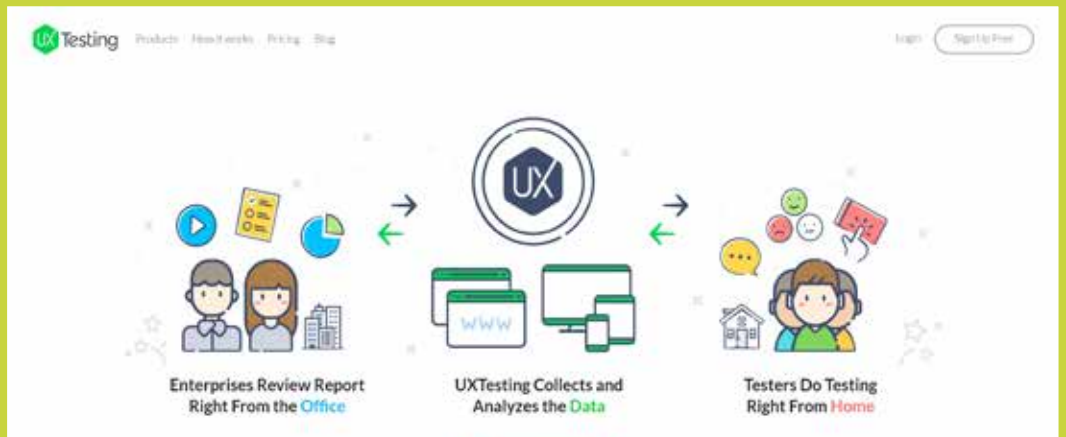 UX Testing
Products How it works Pricing Blog
Login Sign Up Free
UX
WWW
Enterprises Review Report
Right From the Office
UXTesting Collects and
Analyzes the Data
Testers Do Testing
Right From Home